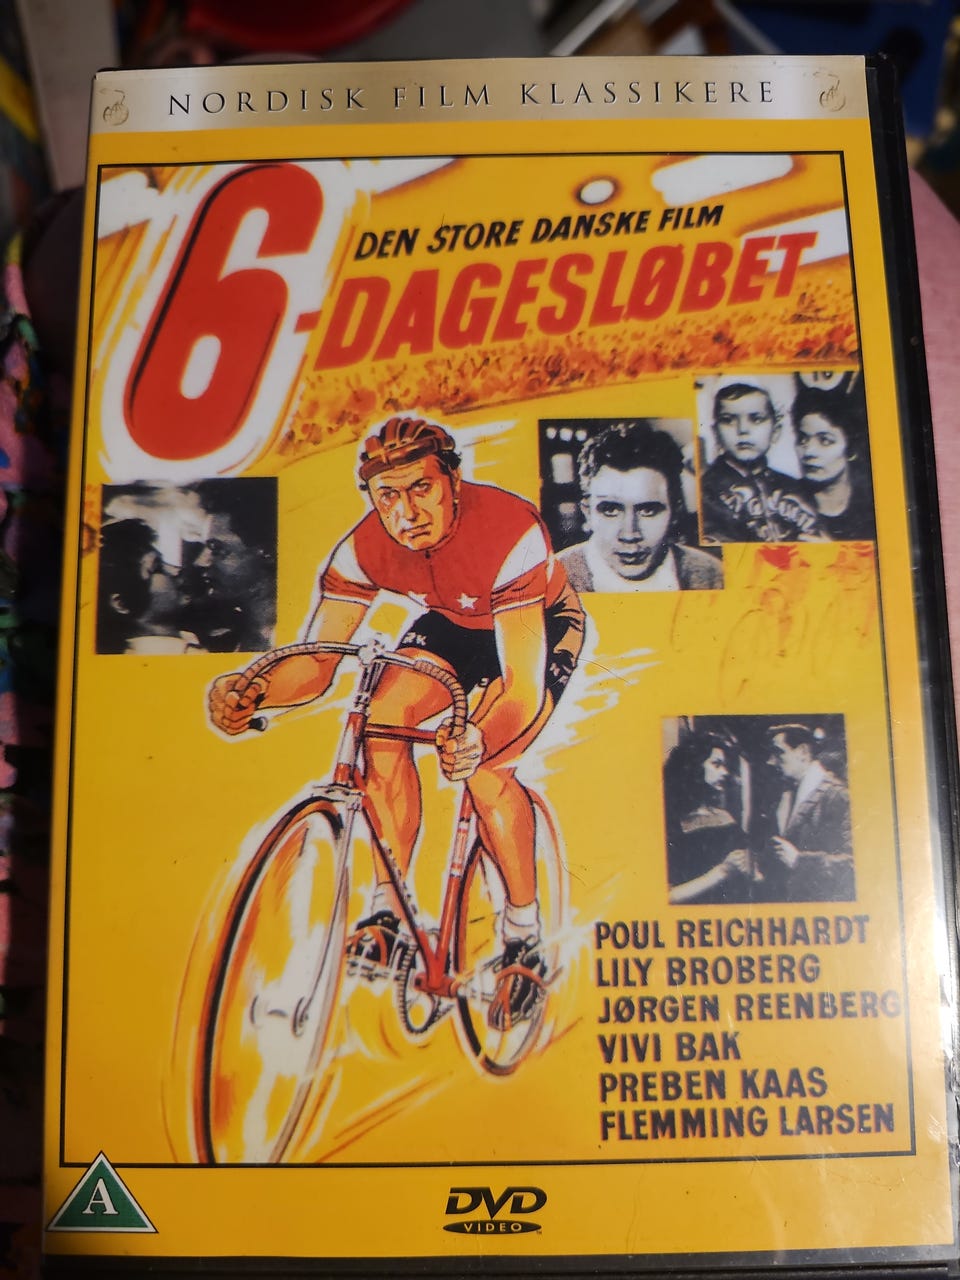 NORDISK FILM KLASSIKERE
DEN STORE DANSKE FILM
6-DAGESLØBET
POUL REICHHARDT
LILY BROBERG
JØRGEN REENBERG
VIVI BAK
PREBEN KAAS
FLEMMING LARSEN
A
DVD
VIDEO